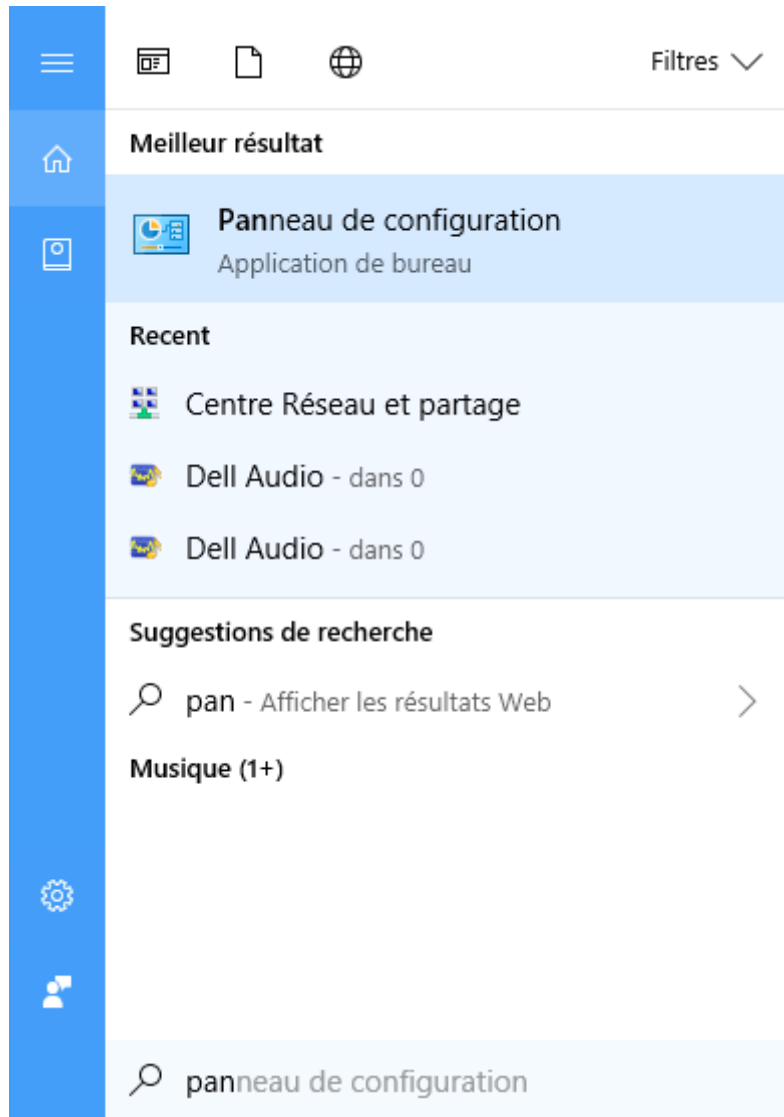 Filtres
Meilleur résultat
Panneau de configuration
Application de bureau
Recent
Centre Réseau et partage
Dell Audio - dans 0
Dell Audio - dans 0
Suggestions de recherche
pan - Afficher les résultats Web
Musique (1+)
panneau de configuration